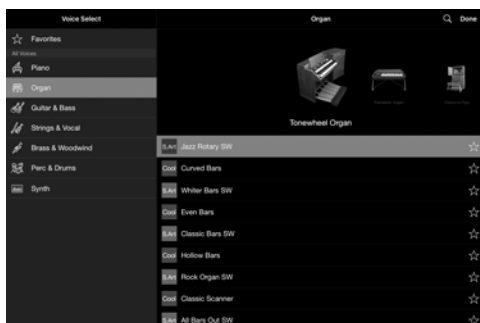 Voice Select
Organ
Done
Favorites
All Voices
Piano
Organ
Guitar & Bass
Strings & Vocal
Brass & Woodwind
Perc & Drums
Synth
Tonewheel Organ
S.Art Jazz Rotary SW
Cool Curved Bars
S.Art Whiter Bars SW
Cool Even Bars
S.Art Classic Bars SW
Cool Hollow Bars
S.Art Rock Organ SW
Cool Classic Scanner
S.Art All Bars Out SW